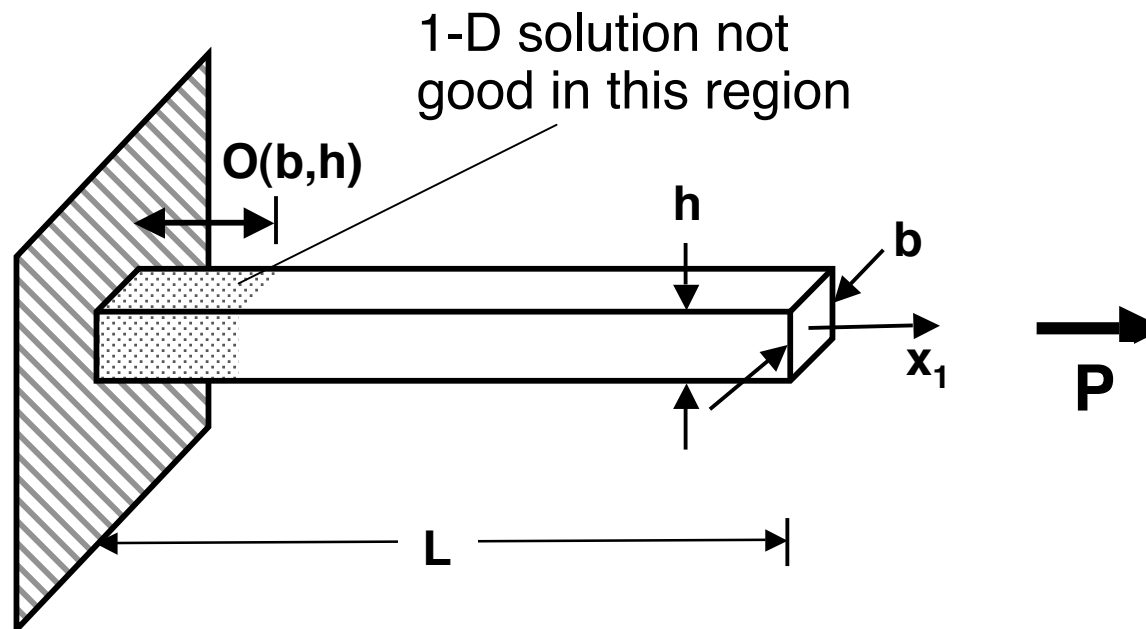 1-D solution not
good in this region
O(b,h)
h
b
x₁
P
L